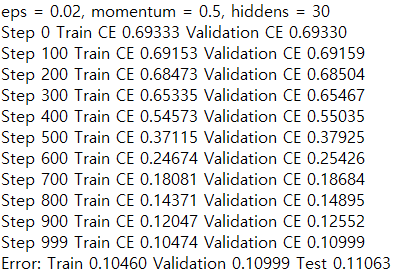 eps = 0.02, momentum = 0.5, hiddens = 30
Step 0 Train CE 0.69333 Validation CE 0.69330
Step 100 Train CE 0.69153 Validation CE 0.69159
Step 200 Train CE 0.68473 Validation CE 0.68504
Step 300 Train CE 0.65335 Validation CE 0.65467
Step 400 Train CE 0.54573 Validation CE 0.55035
Step 500 Train CE 0.37115 Validation CE 0.37925
Step 600 Train CE 0.24674 Validation CE 0.25426
Step 700 Train CE 0.18081 Validation CE 0.18684
Step 800 Train CE 0.14371 Validation CE 0.14895
Step 900 Train CE 0.12047 Validation CE 0.12552
Step 999 Train CE 0.10474 Validation CE 0.10999
Error: Train 0.10460 Validation 0.10999 Test 0.11063